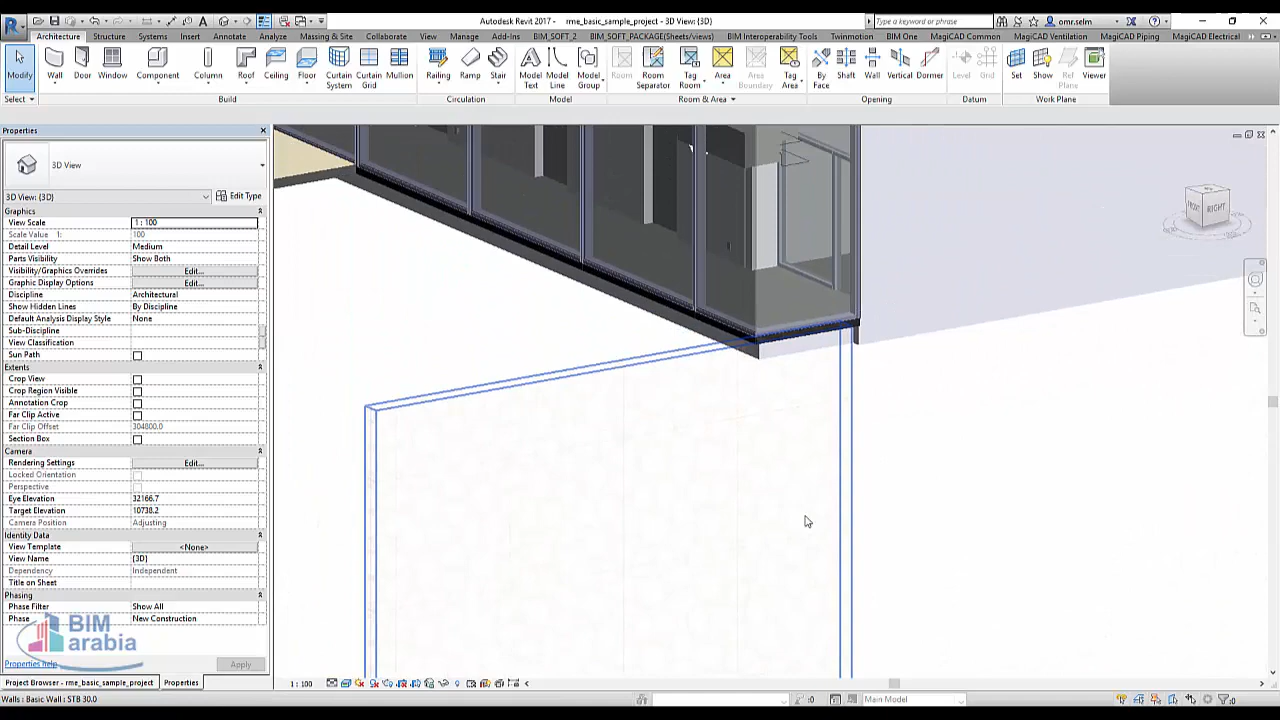 Autodesk Revit 2017 - rme_basic_sample_project - 3D View: {3D}
Type a keyword or phrase
omr.selm
Architecture Structure Systems Insert Annotate Analyze Massing & Site Collaborate View Manage Add-Ins BIM_SOFT_2 BIM_SOFT_PACKAGE(Sheets/views) BIM Interoperability Tools Twinmotion BIM One MagiCAD Common MagiCAD Ventilation MagiCAD Piping MagiCAD Electrical
Modify Wall Door Window Component Column Roof Ceiling Floor Curtain System Curtain Grid Mullion Railing Ramp Stair Model Text Model Line Model Group Room Room Separator Tag Room Area Area Boundary Tag Area By Face Shaft Wall Vertical Dormer Level Grid Set Show Ref Plane Viewer
Select Build Circulation Model Room & Area Opening Datum Work Plane
Properties
3D View
3D View: {3D} Edit Type
Graphics
View Scale 1 : 100
Scale Value 1: 100
Detail Level Medium
Parts Visibility Show Both
Visibility/Graphics Overrides Edit...
Graphic Display Options Edit...
Discipline Architectural
Show Hidden Lines By Discipline
Default Analysis Display Style None
Sub-Discipline
View Classification
Sun Path
Extents
Crop View
Crop Region Visible
Annotation Crop
Far Clip Active
Far Clip Offset 304800.0
Section Box
Camera
Rendering Settings Edit...
Locked Orientation
Perspective
Eye Elevation 32166.7
Target Elevation 10738.2
Camera Position Adjusting
Identity Data
View Template <None>
View Name {3D}
Dependency Independent
Title on Sheet
Phasing
Phase Filter Show All
Phase New Construction
BIM
arabia
Properties help Apply
Project Browser - rme_basic_sample_project Properties
1 : 100
Walls : Basic Wall : STB 30.0
:0
Main Model
:0
FRONT RIGHT